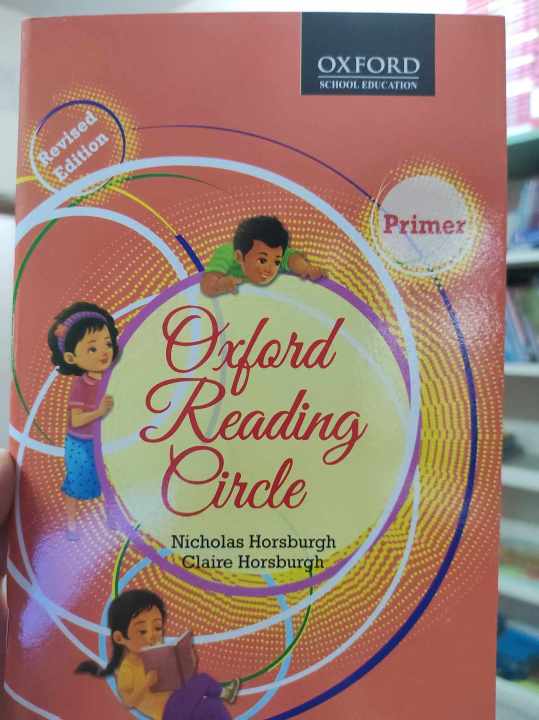 OXFORD
SCHOOL EDUCATION
Revised
Edition
Primer
Oxford
Reading
Circle
Nicholas Horsburgh
Claire Horsburgh